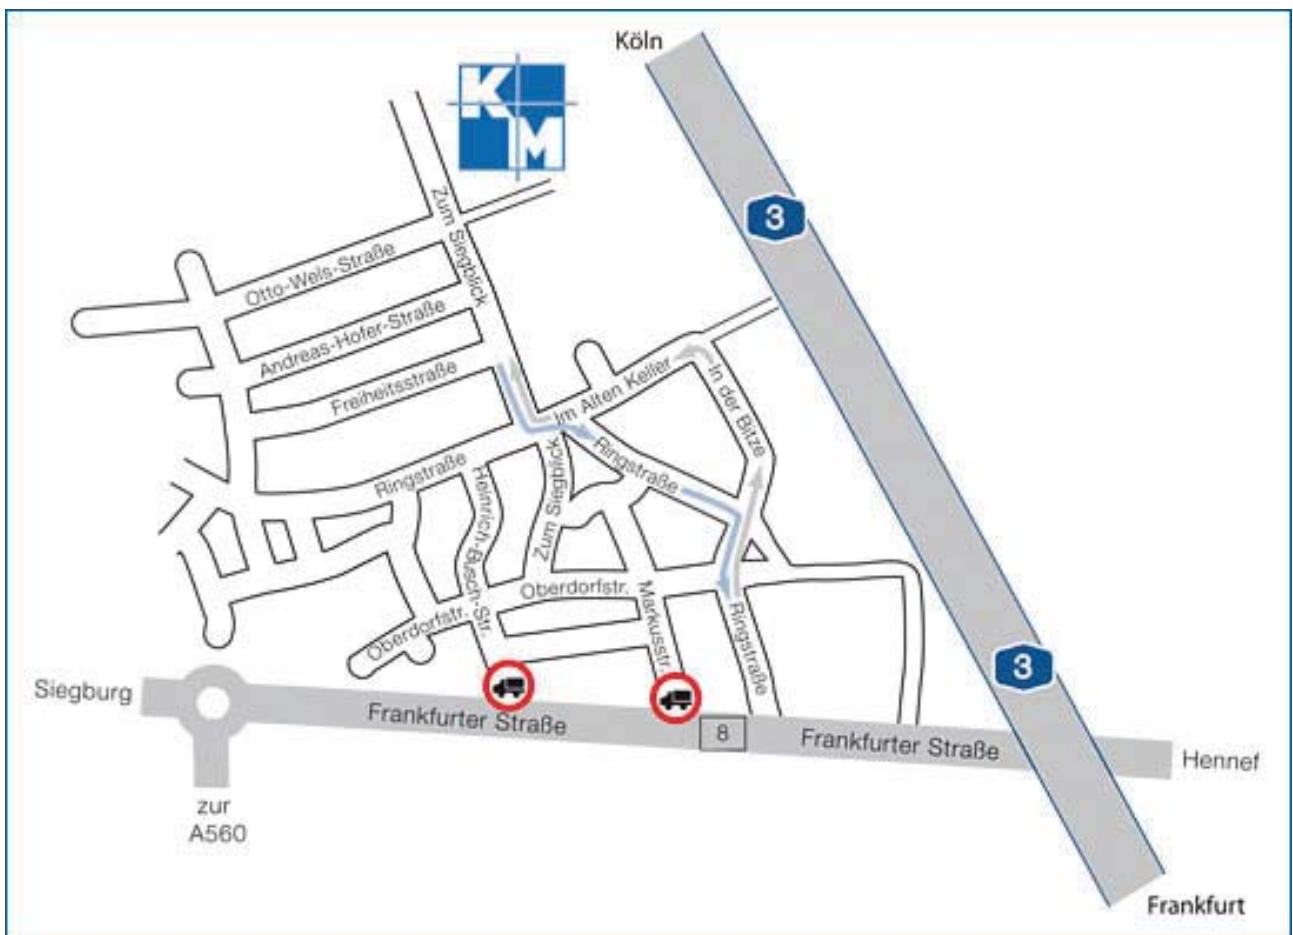 Köln
K
M
3
Zum Siegblick
Otto-Wels-Straße
Andreas-Hofer-Straße
Freiheitsstraße
Im Alten Keller
In der Bitze
Ringstraße
Ringstraße
Heinrich-Busch-Str.
Zum Siegblick
Oberdorfstr.
Oberdorfstr.
Markusstr.
Ringstraße
3
Siegburg
Frankfurter Straße
8
Frankfurter Straße
Hennef
zur
A560
Frankfurt